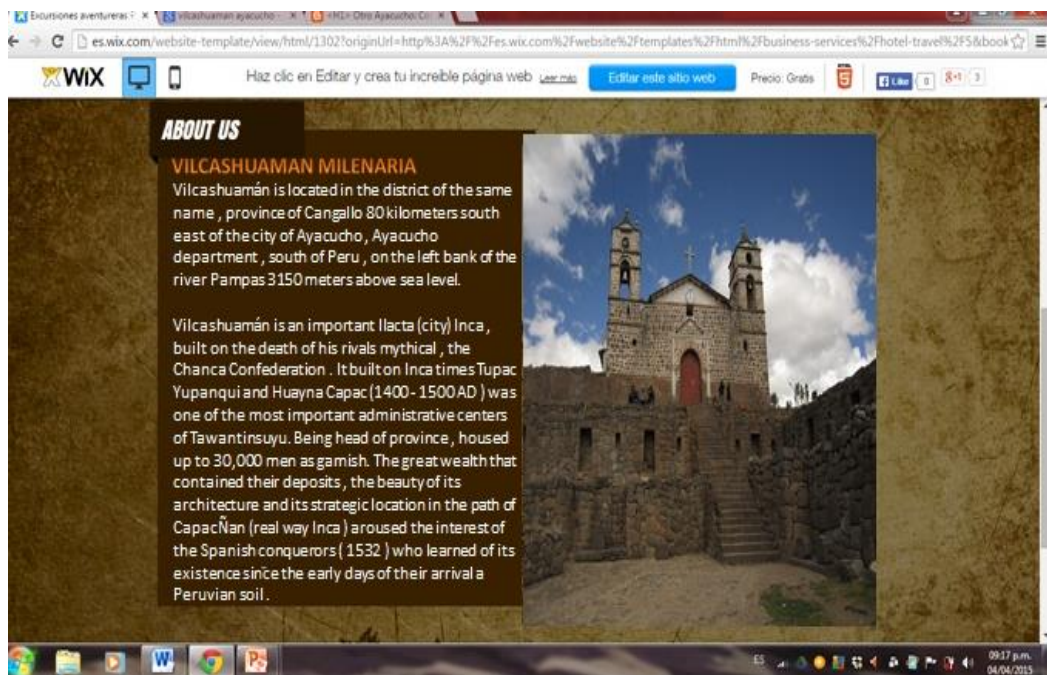 Excursiones aventureras
vilcashuaman ayacucho -
<H1> Otro Ayacucho: Co
es.wix.com/website-template/view/html/1302?originUrl=http%3A%2F%2Fes.wix.com%2Fwebsite%2Ftemplates%2Fhtml%2Fbusiness-services%2Fhotel-travel%2F5&book
WiX Haz clic en Editar y crea tu increíble página web Leer más Editar este sitio web Precio: Gratis Like 0 +1 3
ABOUT US
VILCASHUAMAN MILENARIA
Vilcashuamán is located in the district of the same
name , province of Cangallo 80 kilometers south
east of the city of Ayacucho , Ayacucho
department , south of Peru , on the left bank of the
river Pampas 3150 meters above sea level.
Vilcashuamán is an important llacta (city) Inca ,
built on the death of his rivals mythical , the
Chanca Confederation . It built on Inca times Tupac
Yupanqui and Huayna Capac (1400 - 1500 AD ) was
one of the most important administrative centers
of Tawantinsuyu. Being head of province , housed
up to 30,000 men as garnish. The great wealth that
contained their deposits , the beauty of its
architecture and its strategic location in the path of
Capac Ñan (real way Inca ) aroused the interest of
the Spanish conquerors ( 1532 ) who learned of its
existence since the early days of their arrival a
Peruvian soil .
ES 09:17 p.m.
04/04/2015